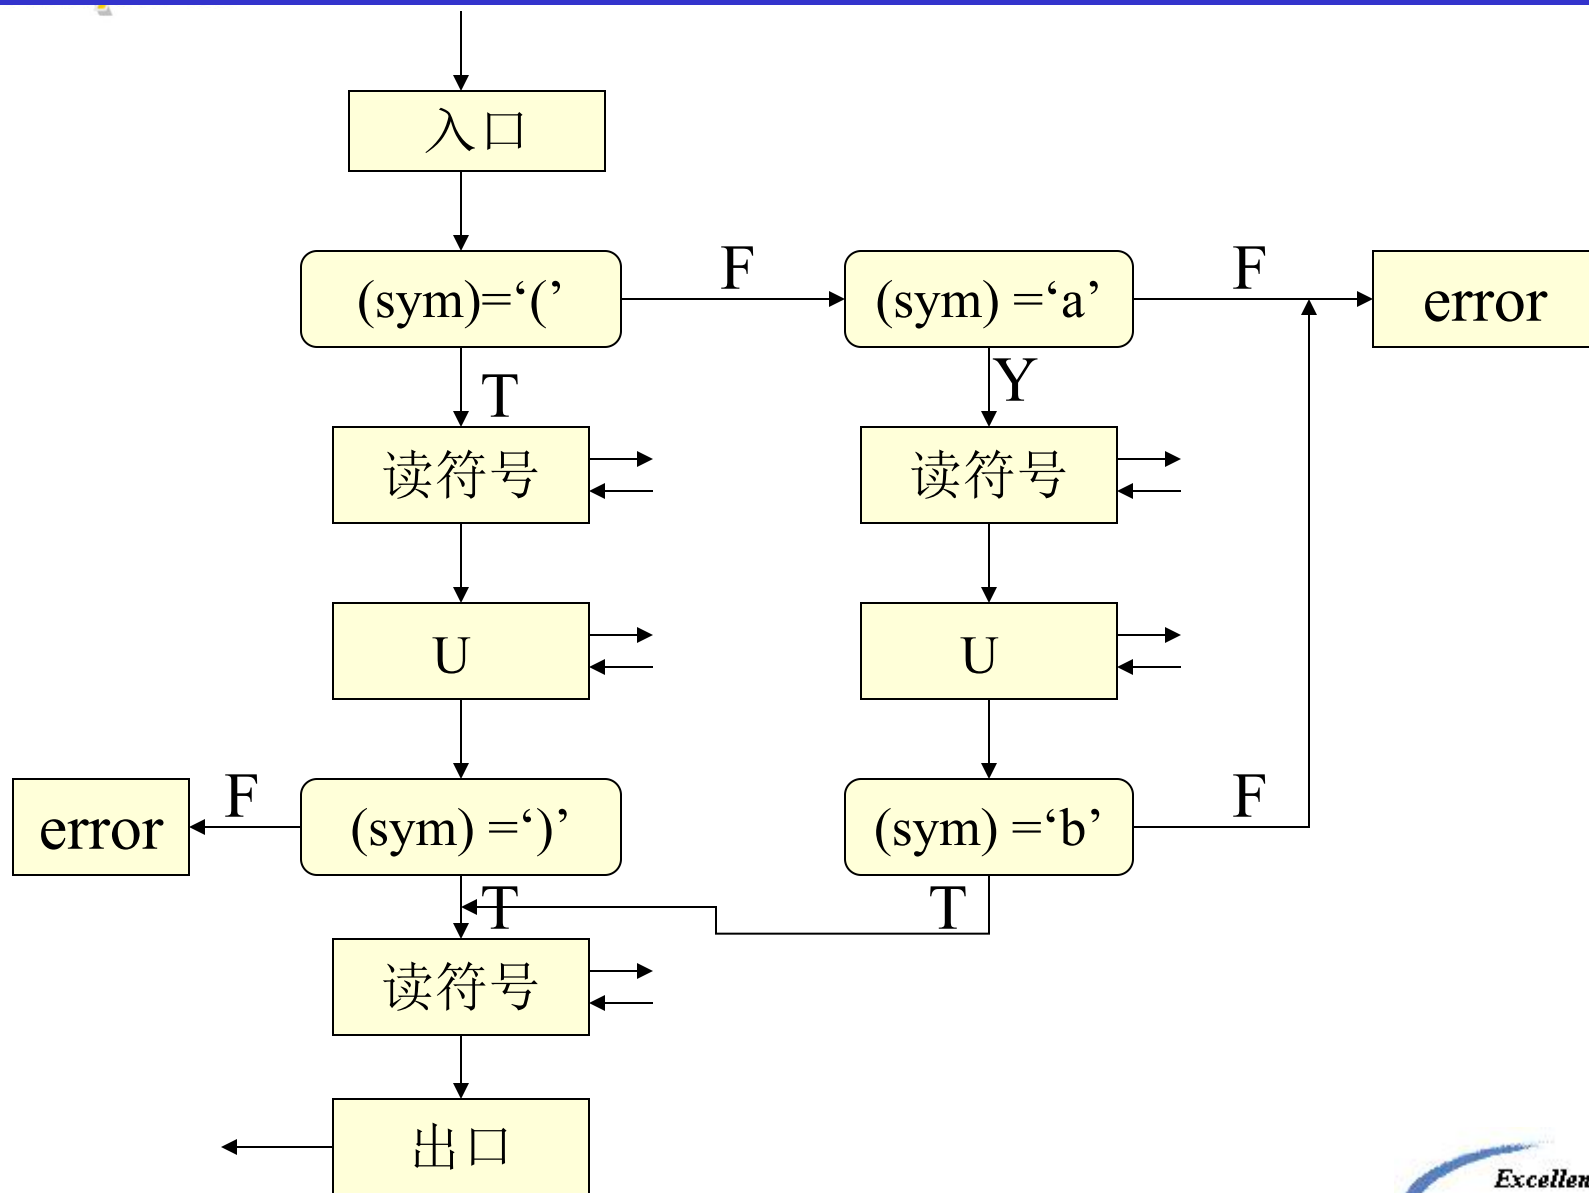 入口
(sym)=‘(’
F
(sym) =‘a’
F
error
T
Y
读符号
读符号
U
U
error
F
(sym) =‘)’
(sym) =‘b’
F
T
T
读符号
出口